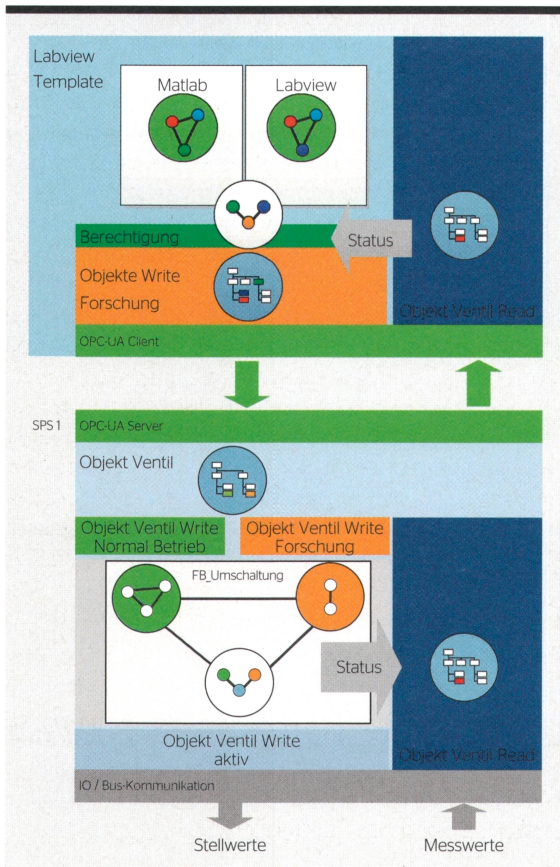 Labview
Template
Matlab
Labview
Berechtigung
Status
Objekte Write
Forschung
Objekt Ventil Read
OPC-UA Client
SPS 1
OPC-UA Server
Objekt Ventil
Objekt Ventil Write
Normal Betrieb
Objekt Ventil Write
Forschung
FB_Umschaltung
Status
Objekt Ventil Write
aktiv
Objekt Ventil Read
IO / Bus-Kommunikation
Stellwerte
Messwerte